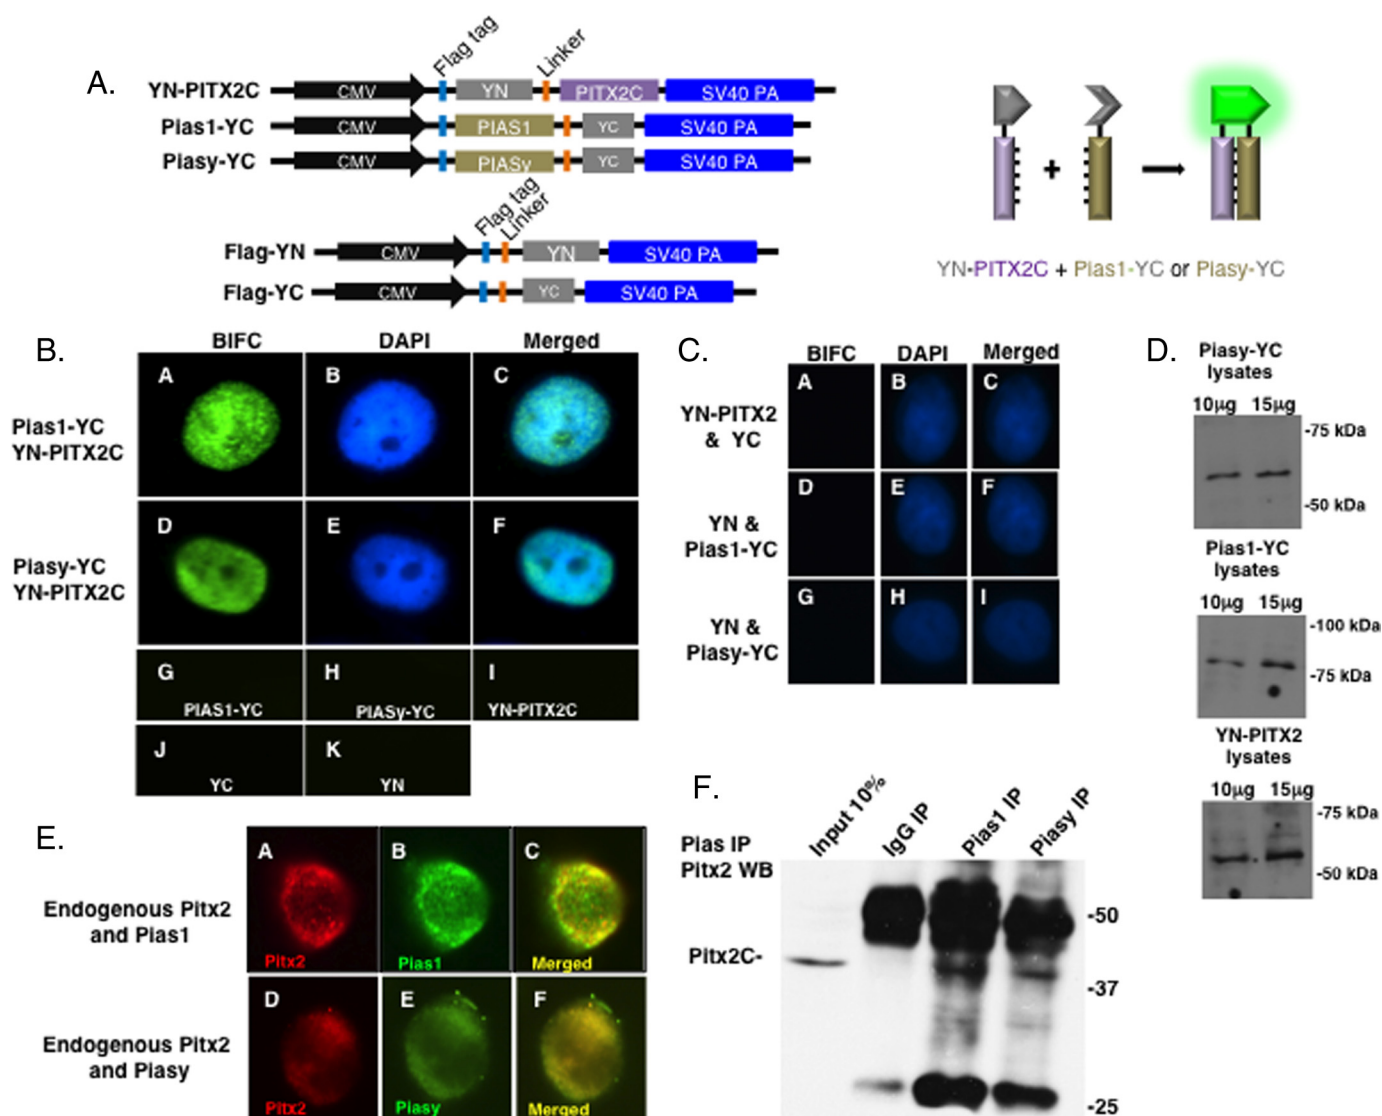 A.
Flag tag
Linker
YN-PITX2C
CMV
YN
PITX2C
SV40 PA
Pias1-YC
CMV
PIAS1
YC
SV40 PA
Piasy-YC
CMV
PIASy
YC
SV40 PA
Flag tag
Linker
Flag-YN
CMV
YN
SV40 PA
Flag-YC
CMV
YC
SV40 PA
+
YN-PITX2C + Pias1-YC or Piasy-YC
B.
BIFC
DAPI
Merged
Pias1-YC
YN-PITX2C
A
B
C
Piasy-YC
YN-PITX2C
D
E
F
G
PIAS1-YC
H
PIASy-YC
I
YN-PITX2C
J
YC
K
YN
C.
BIFC
DAPI
Merged
YN-PITX2
& YC
A
B
C
YN &
Pias1-YC
D
E
F
YN &
Piasy-YC
G
H
I
D.
Piasy-YC
lysates
10µg 15µg
-75 kDa
-50 kDa
Pias1-YC
lysates
10µg 15µg
-100 kDa
-75 kDa
YN-PITX2
lysates
10µg 15µg
-75 kDa
-50 kDa
E.
Endogenous Pitx2
and Pias1
A
Pitx2
B
Pias1
C
Merged
Endogenous Pitx2
and Piasy
D
Pitx2
E
Piasy
F
Merged
F.
Pias IP
Pitx2 WB
Input 10%
IgG IP
Pias1 IP
Piasy IP
Pitx2C-
-50
-37
-25